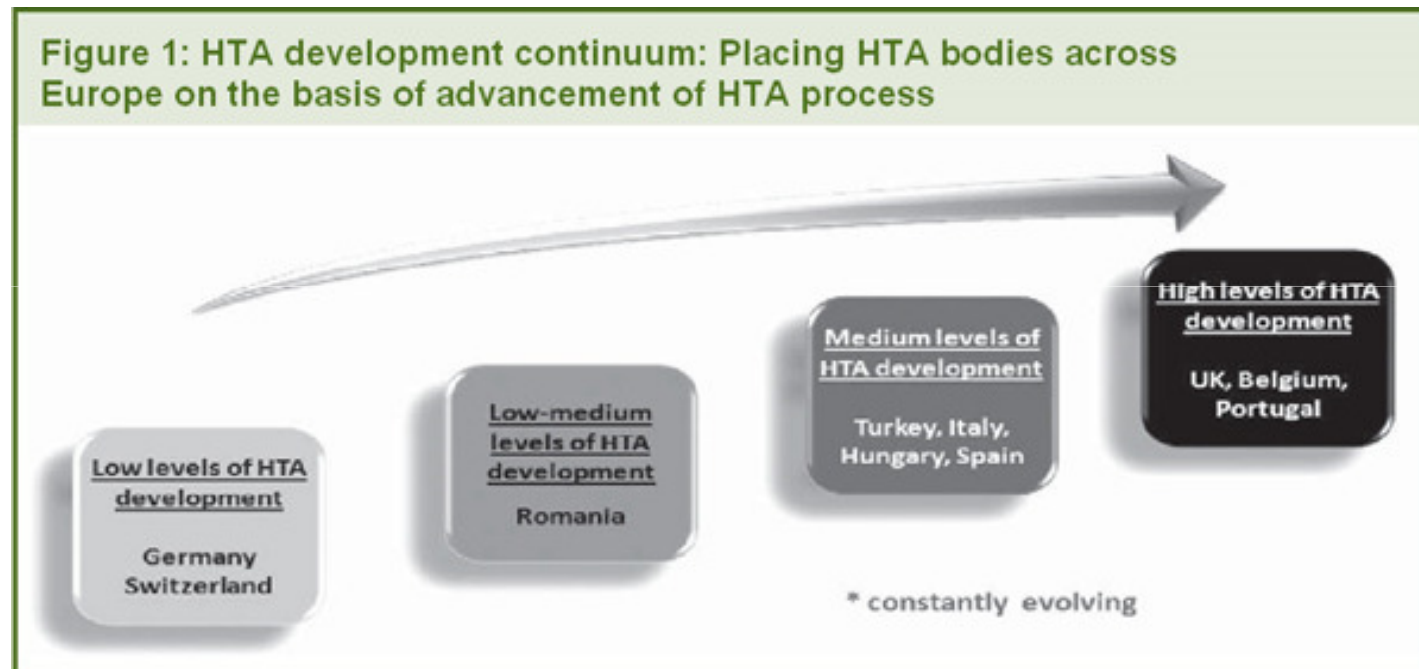 Figure 1: HTA development continuum: Placing HTA bodies across
Europe on the basis of advancement of HTA process
Low levels of HTA
development
Germany
Switzerland
Low-medium
levels of HTA
development
Romania
Medium levels of
HTA development
Turkey, Italy,
Hungary, Spain
High levels of HTA
development
UK, Belgium,
Portugal
* constantly evolving